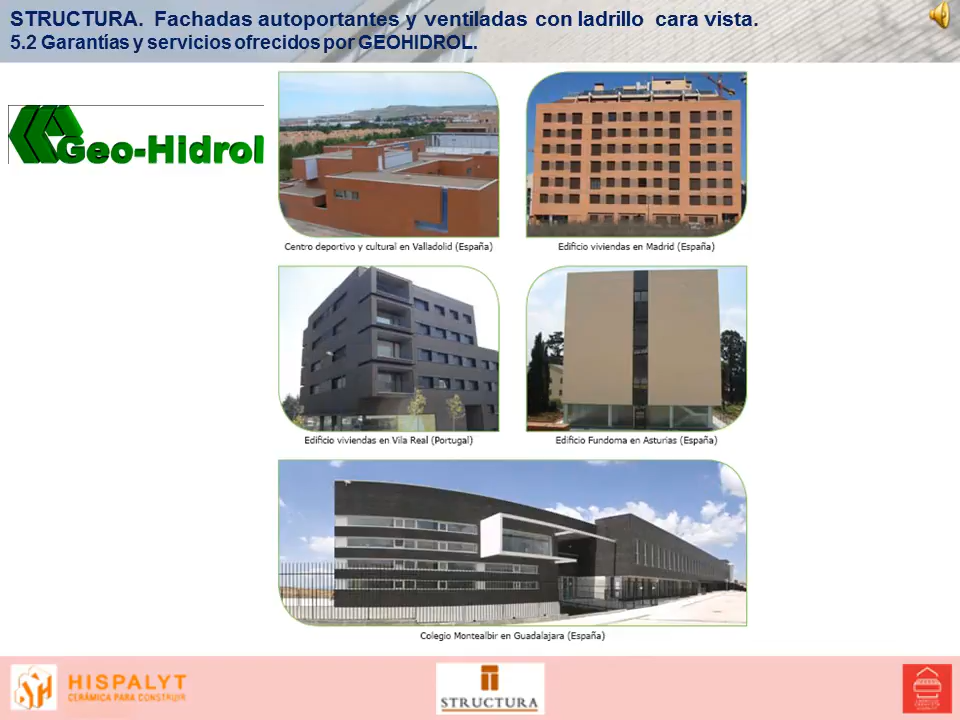 STRUCTURA. Fachadas autoportantes y ventiladas con ladrillo cara vista.
5.2 Garantías y servicios ofrecidos por GEOHIDROL.
Geo-Hidrol
Centro deportivo y cultural en Valladolid (España)
Edificio viviendas en Madrid (España)
Edificio viviendas en Vila Real (Portugal)
Edificio Fundoma en Asturias (España)
Colegio Montealbir en Guadalajara (España)
HISPALYT
CERÁMICA PARA CONSTRUIR
STRUCTURA